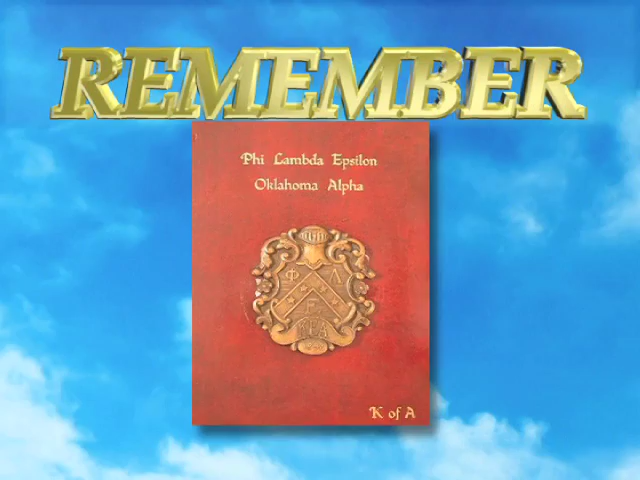 REMEMBER
Phi Lambda Epsilon
Oklahoma Alpha
Φ Λ
E
K of A